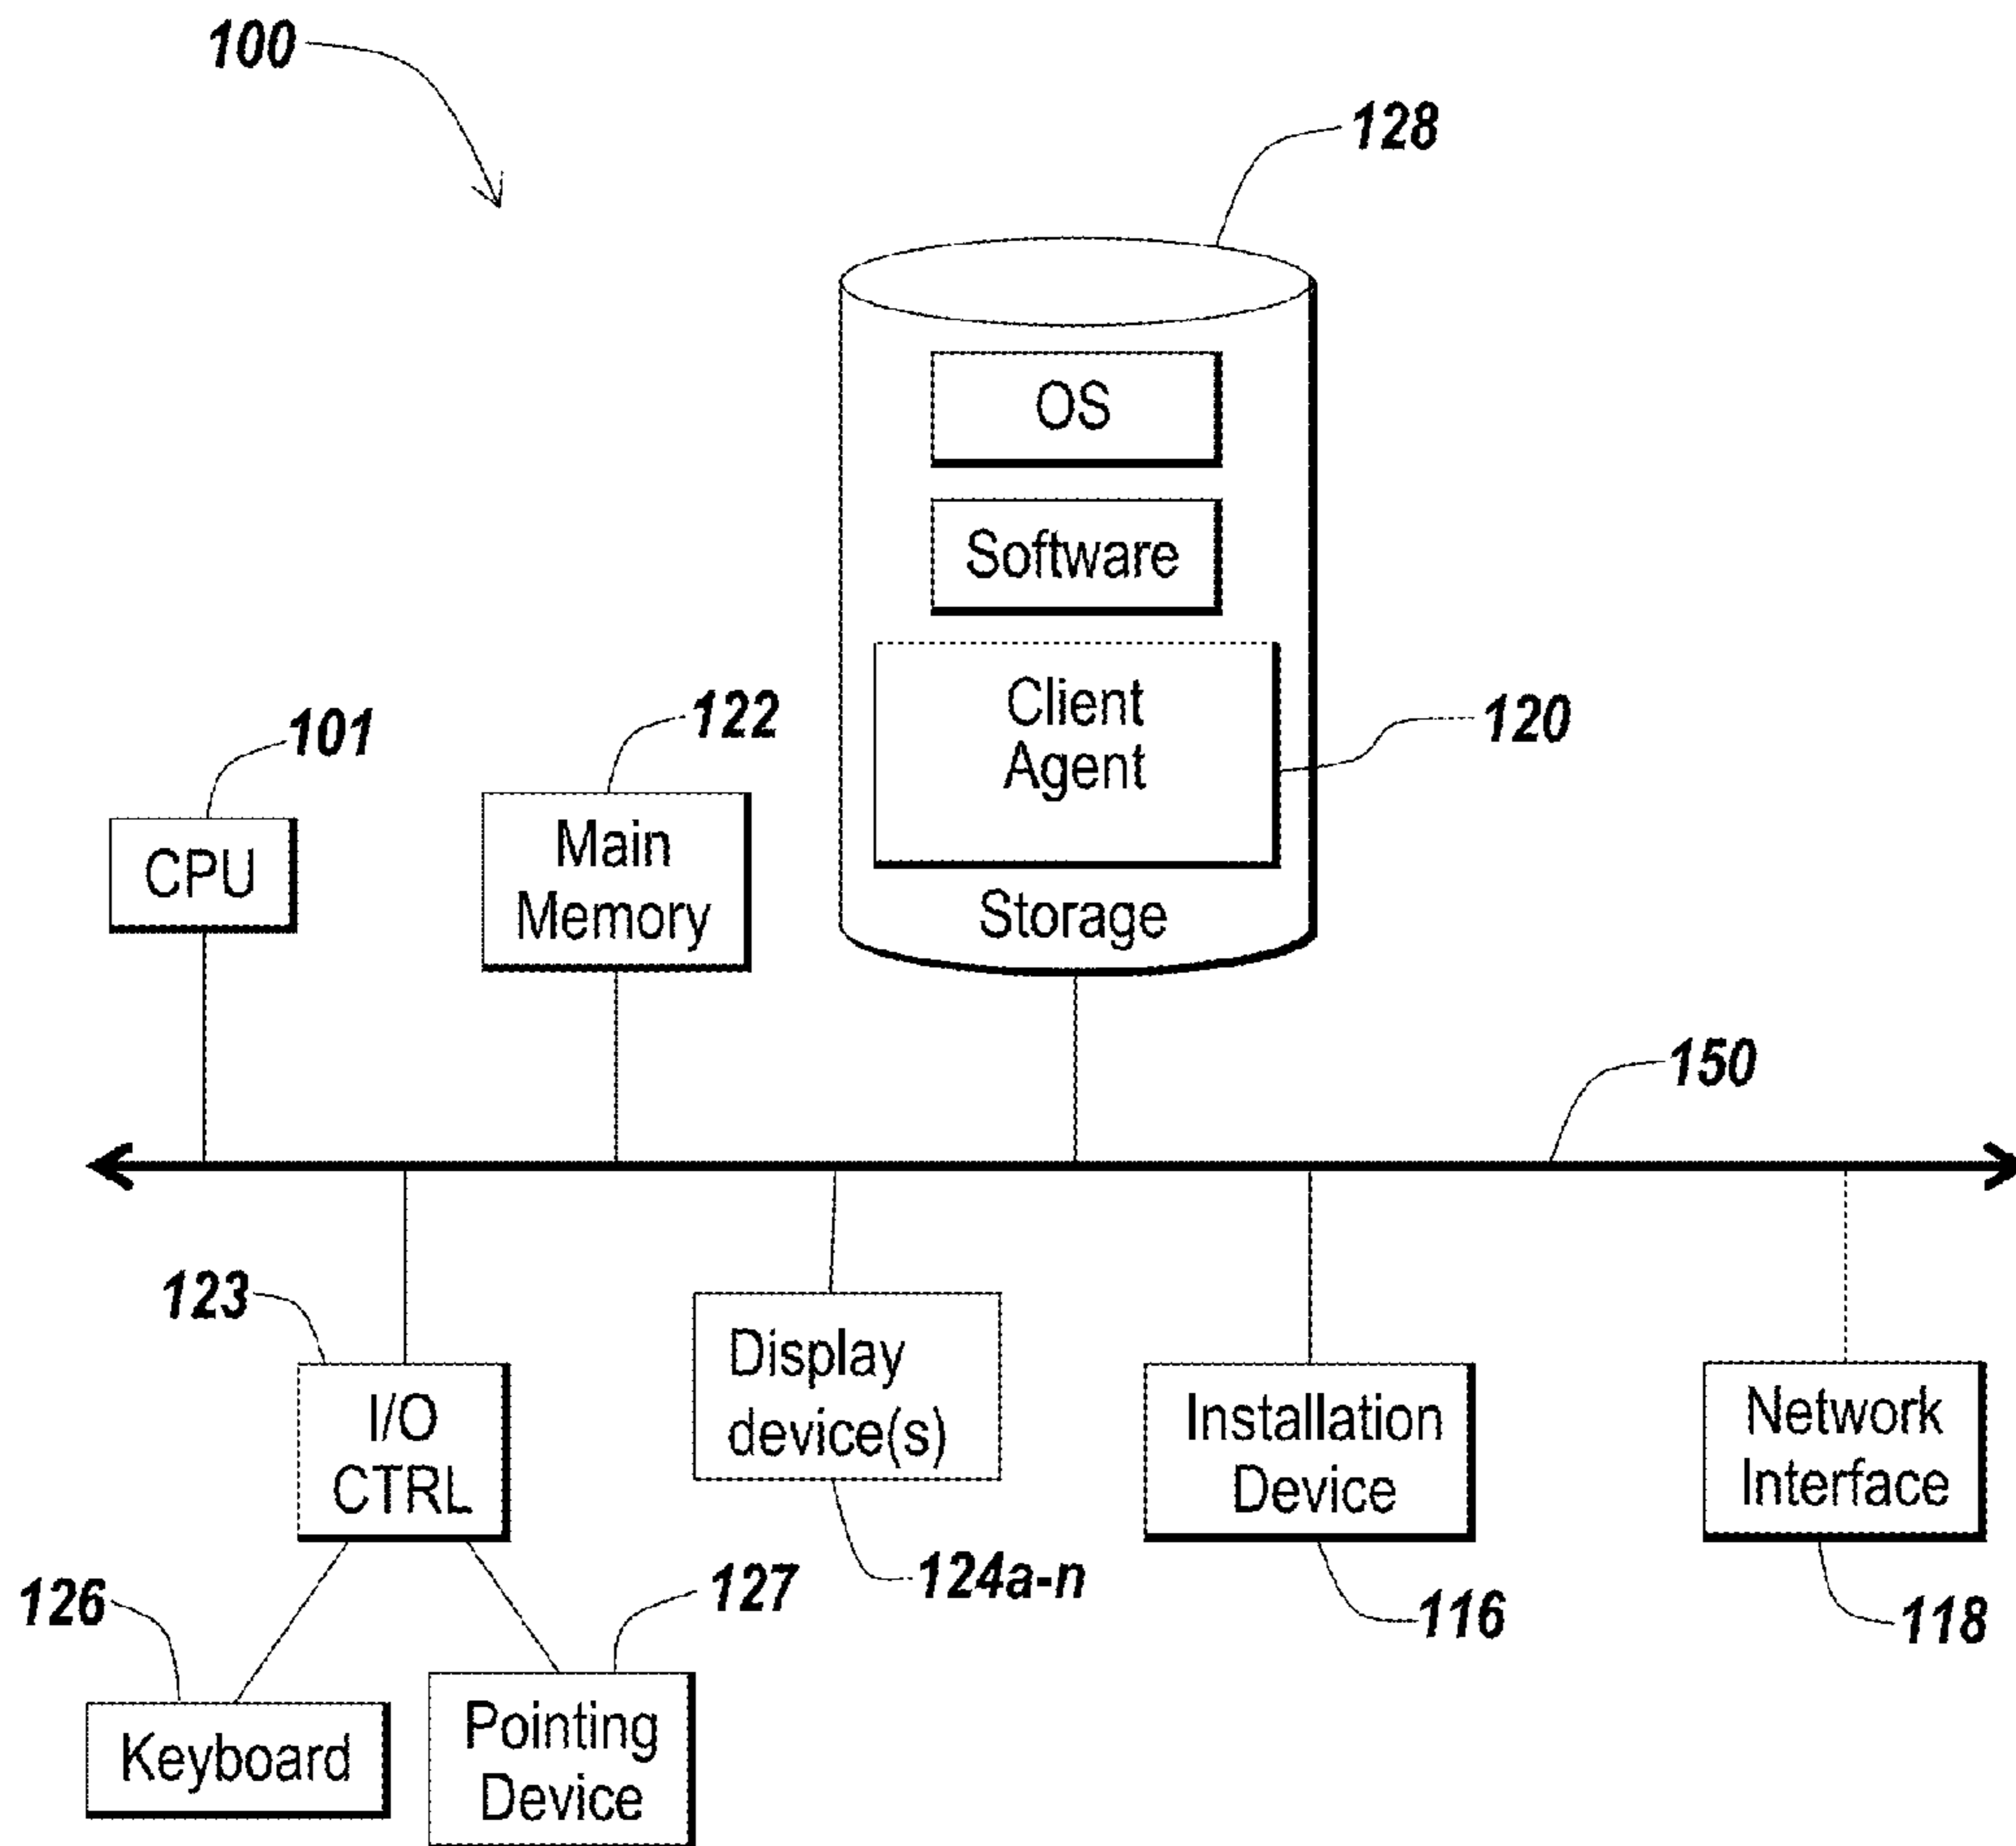 100
128
OS
Software
Client
Agent
120
Storage
101
CPU
122
Main
Memory
150
123
I/O
CTRL
Display
device(s)
124a-n
Installation
Device
116
Network
Interface
118
126
Keyboard
127
Pointing
Device